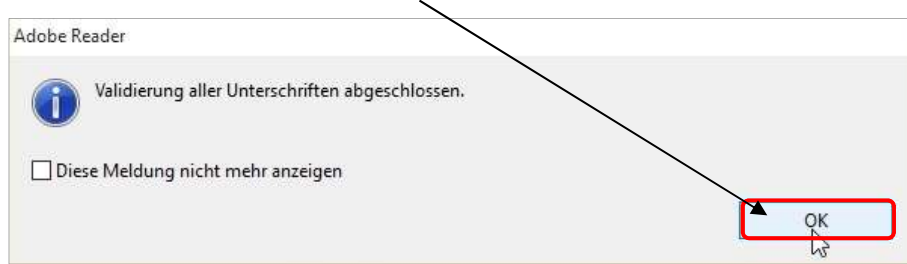 Adobe Reader
Validierung aller Unterschriften abgeschlossen.
Diese Meldung nicht mehr anzeigen
OK